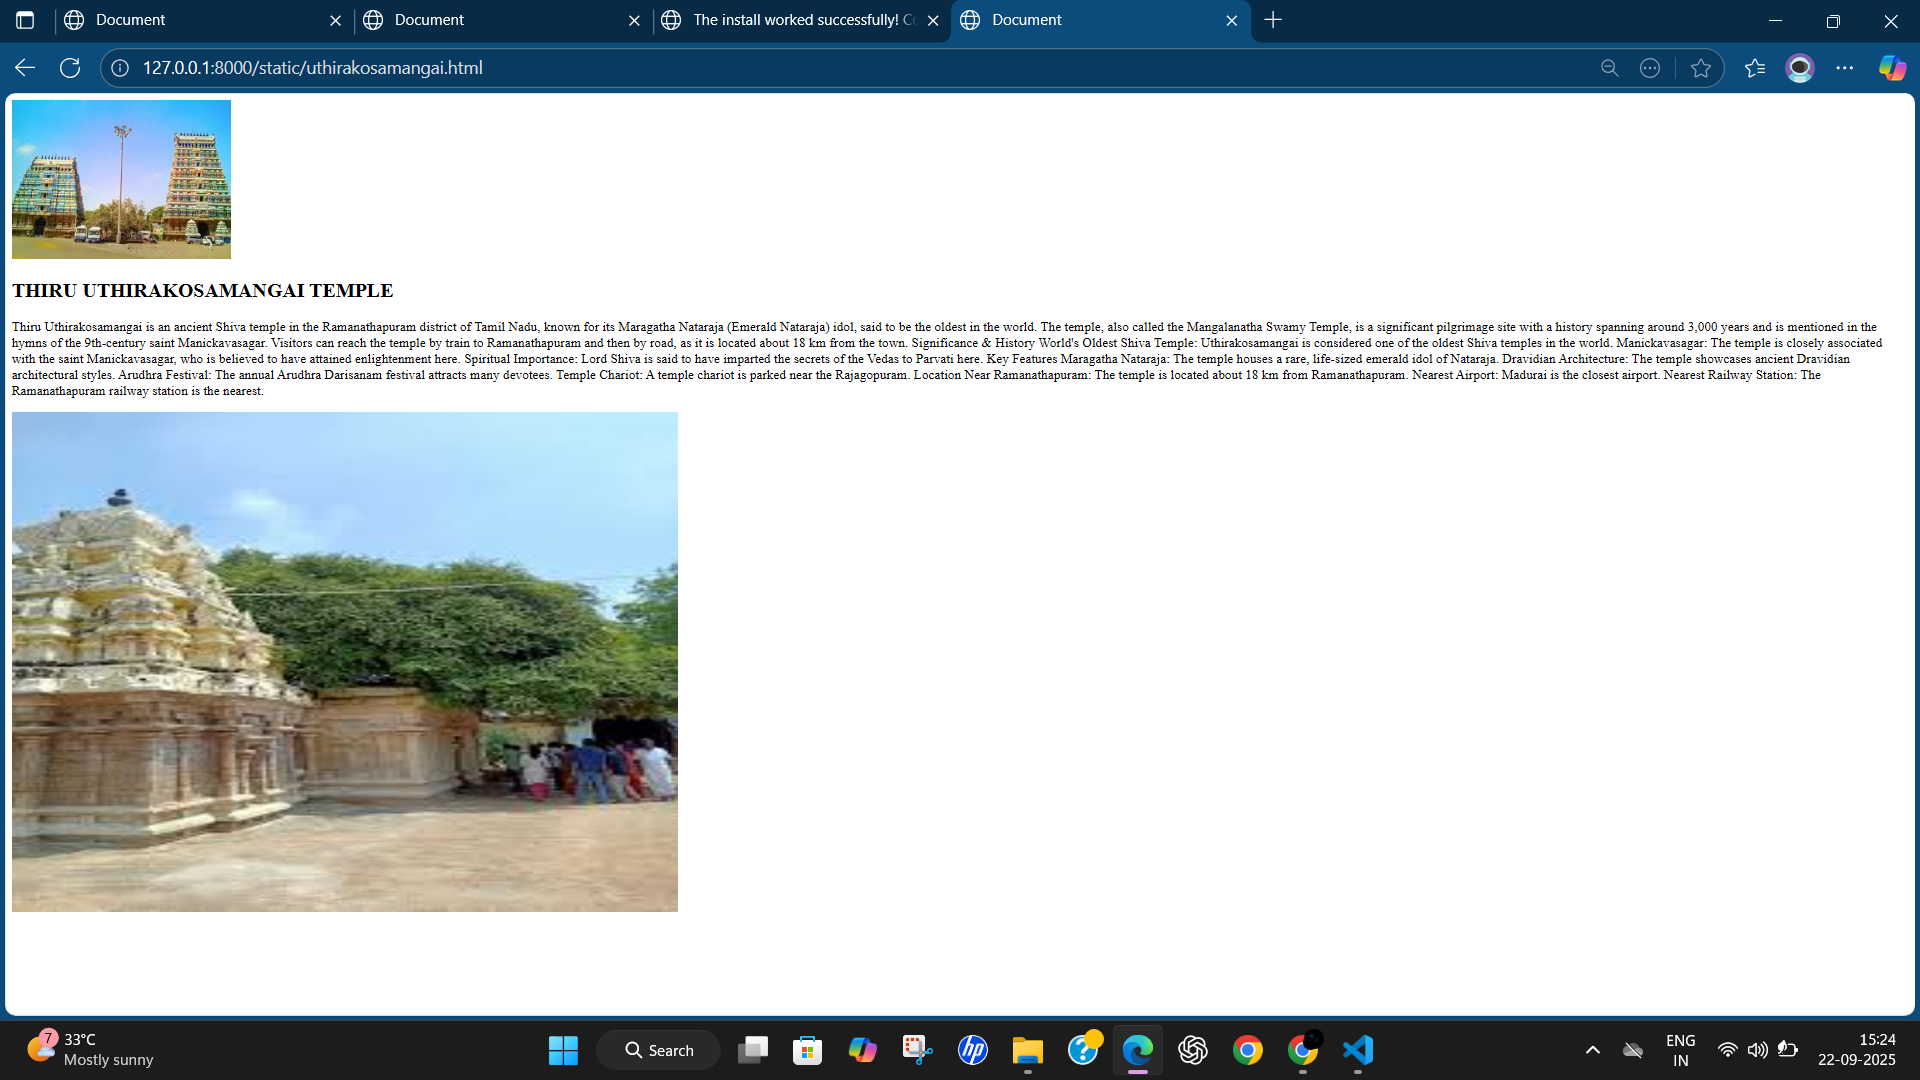 Document
Document
The install worked successfully! Co
Document
127.0.0.1:8000/static/uthirakosamangai.html
THIRU UTHIRAKOSAMANGAI TEMPLE
Thiru Uthirakosamangai is an ancient Shiva temple in the Ramanathapuram district of Tamil Nadu, known for its Maragatha Nataraja (Emerald Nataraja) idol, said to be the oldest in the world. The temple, also called the Mangalanatha Swamy Temple, is a significant pilgrimage site with a history spanning around 3,000 years and is mentioned in the
hymns of the 9th-century saint Manickavasagar. Visitors can reach the temple by train to Ramanathapuram and then by road, as it is located about 18 km from the town. Significance & History World's Oldest Shiva Temple: Uthirakosamangai is considered one of the oldest Shiva temples in the world. Manickavasagar: The temple is closely associated
with the saint Manickavasagar, who is believed to have attained enlightenment here. Spiritual Importance: Lord Shiva is said to have imparted the secrets of the Vedas to Parvati here. Key Features Maragatha Nataraja: The temple houses a rare, life-sized emerald idol of Nataraja. Dravidian Architecture: The temple showcases ancient Dravidian
architectural styles. Arudhra Festival: The annual Arudhra Darisanam festival attracts many devotees. Temple Chariot: A temple chariot is parked near the Rajagopuram. Location Near Ramanathapuram: The temple is located about 18 km from Ramanathapuram. Nearest Airport: Madurai is the closest airport. Nearest Railway Station: The
Ramanathapuram railway station is the nearest.
7
33°C
Mostly sunny
Search
hp
ENG
IN
15:24
22-09-2025